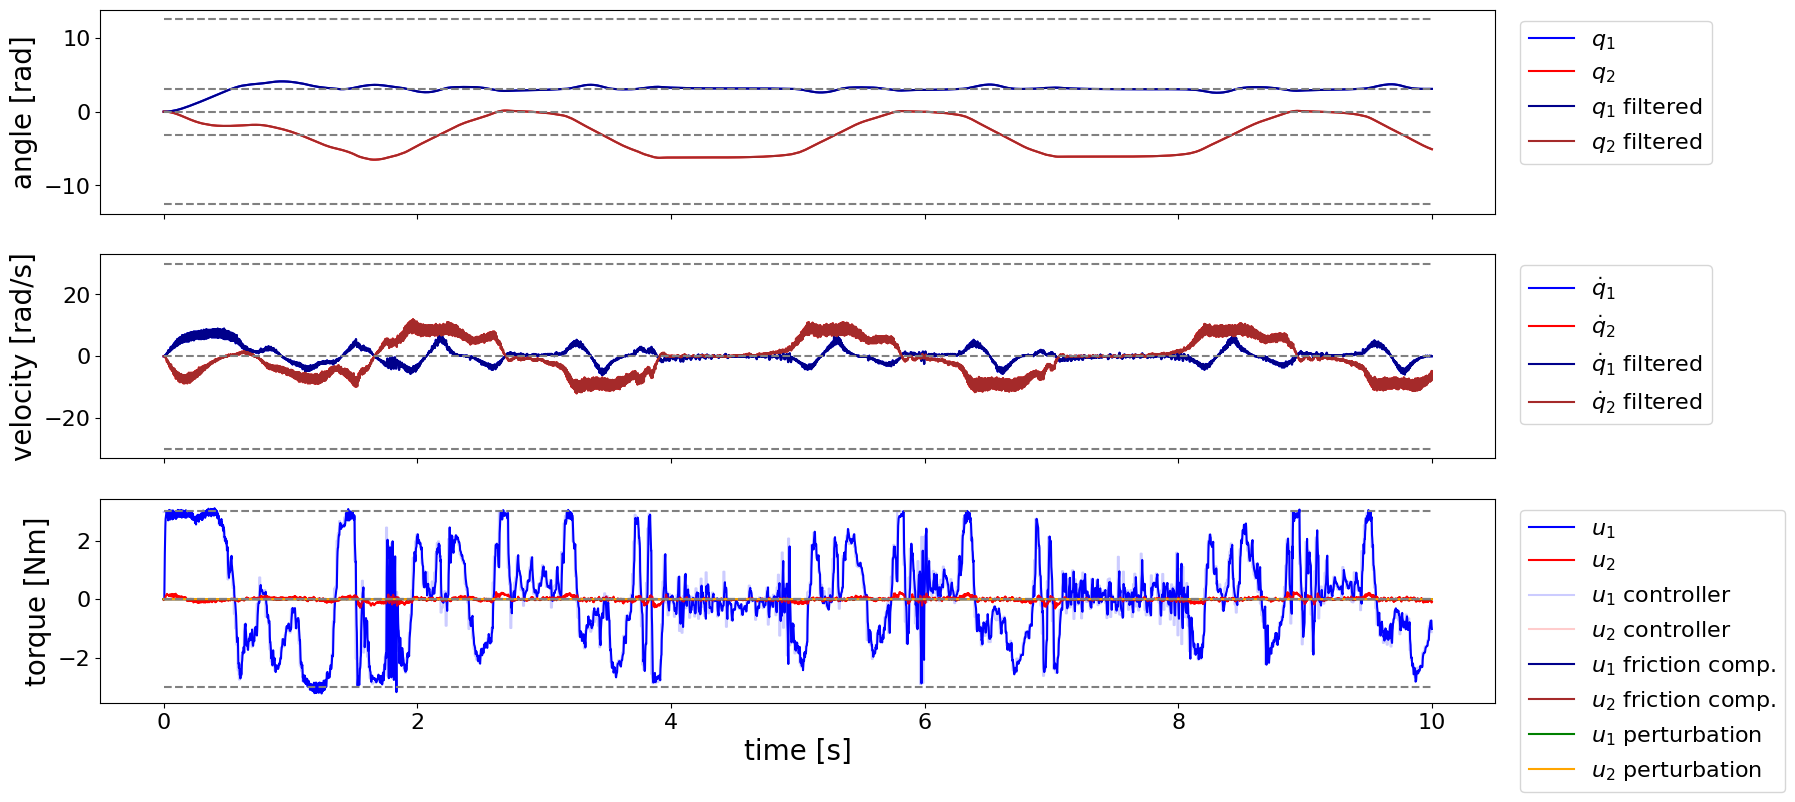 angle [rad]
10
0
−10
q₁
q₂
q₁ filtered
q₂ filtered
velocity [rad/s]
20
0
−20
q̇₁
q̇₂
q̇₁ filtered
q̇₂ filtered
torque [Nm]
2
0
−2
0 2 4 6 8 10
time [s]
u₁
u₂
u₁ controller
u₂ controller
u₁ friction comp.
u₂ friction comp.
u₁ perturbation
u₂ perturbation